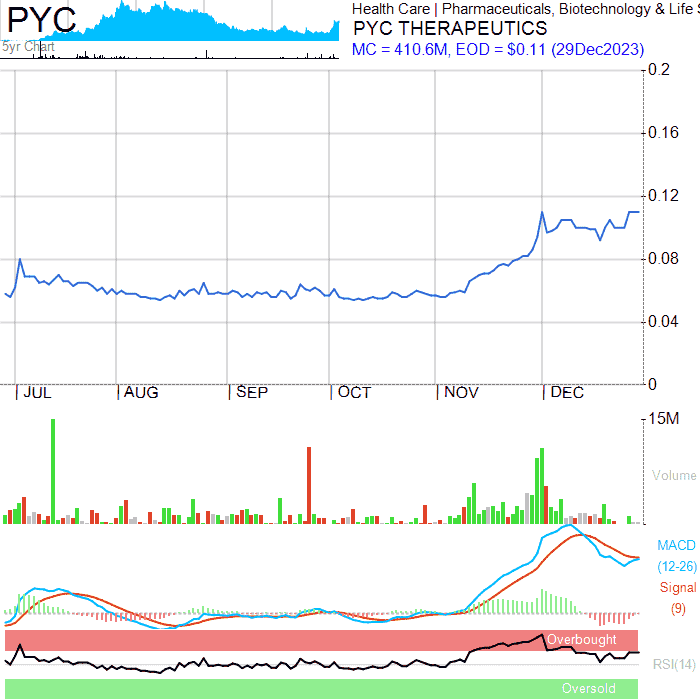 PYC
5yr Chart
Health Care | Pharmaceuticals, Biotechnology & Life S
PYC THERAPEUTICS
MC = 410.6M, EOD = $0.11 (29Dec2023)
0.2
0.16
0.12
0.08
0.04
0
JUL AUG SEP OCT NOV DEC
15M
Volume
MACD
(12-26)
Signal
(9)
Overbought
RSI(14)
Oversold